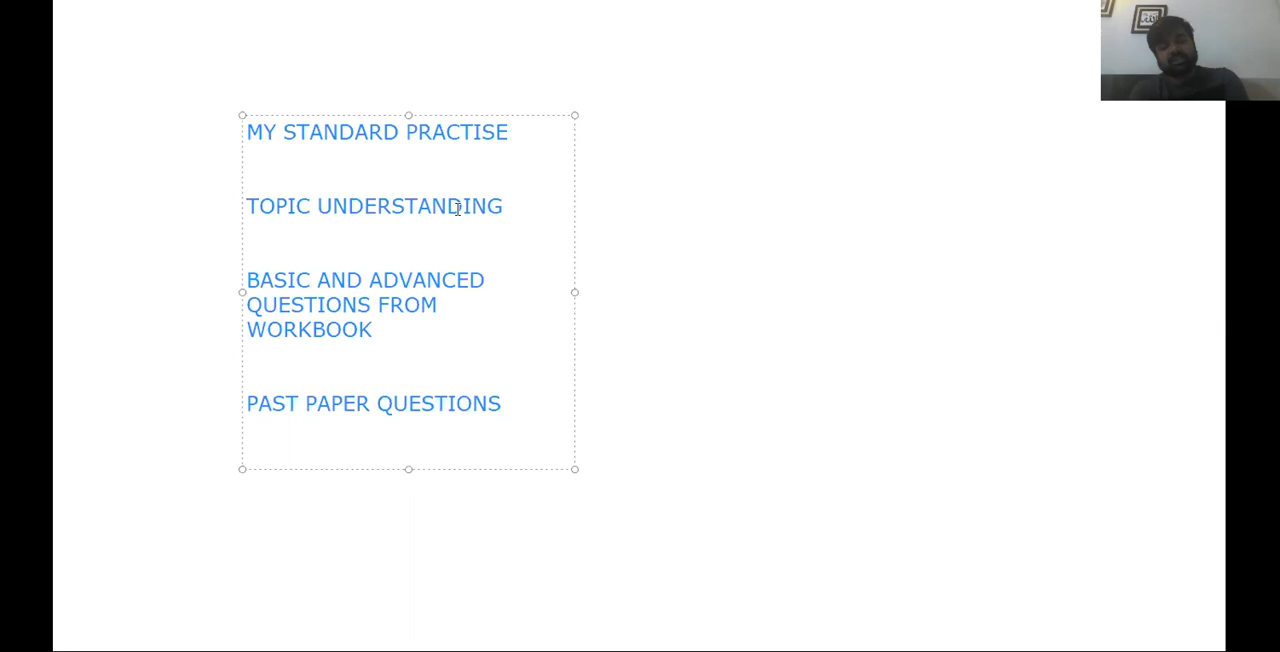 MY STANDARD PRACTISE
TOPIC UNDERSTANDING
BASIC AND ADVANCED
QUESTIONS FROM
WORKBOOK
PAST PAPER QUESTIONS